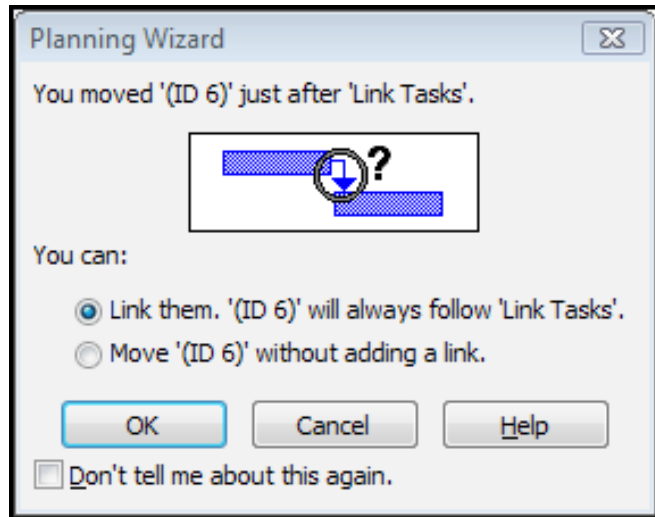 Planning Wizard
You moved '(ID 6)' just after 'Link Tasks'.
?
You can:
Link them. '(ID 6)' will always follow 'Link Tasks'.
Move '(ID 6)' without adding a link.
OK Cancel Help
Don't tell me about this again.